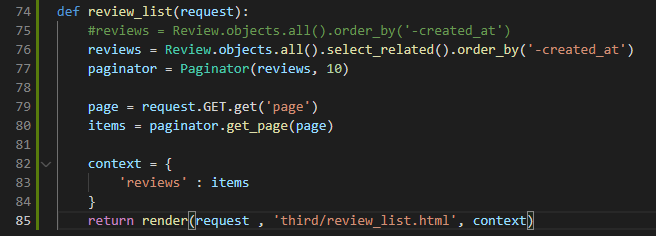 74 def review_list(request):
75     #reviews = Review.objects.all().order_by('-created_at')
76     reviews = Review.objects.all().select_related().order_by('-created_at')
77     paginator = Paginator(reviews, 10)
78
79     page = request.GET.get('page')
80     items = paginator.get_page(page)
81
82     context = {
83         'reviews' : items
84     }
85     return render(request , 'third/review_list.html', context)